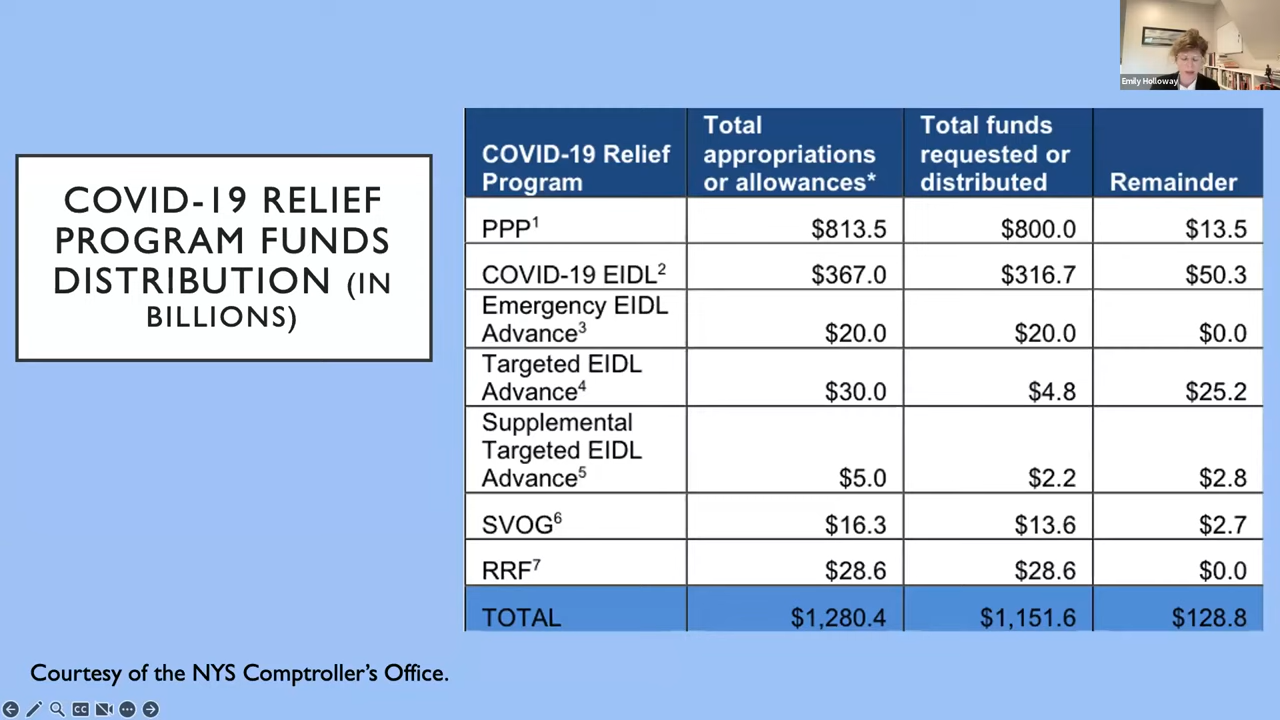 Emily Holloway
COVID-19 RELIEF
PROGRAM FUNDS
DISTRIBUTION (IN
BILLIONS)
COVID-19 Relief Program Total appropriations or allowances* Total funds requested or distributed Remainder
PPP¹ $813.5 $800.0 $13.5
COVID-19 EIDL² $367.0 $316.7 $50.3
Emergency EIDL Advance³ $20.0 $20.0 $0.0
Targeted EIDL Advance⁴ $30.0 $4.8 $25.2
Supplemental Targeted EIDL Advance⁵ $5.0 $2.2 $2.8
SVOG⁶ $16.3 $13.6 $2.7
RRF⁷ $28.6 $28.6 $0.0
TOTAL $1,280.4 $1,151.6 $128.8
Courtesy of the NYS Comptroller's Office.
CC